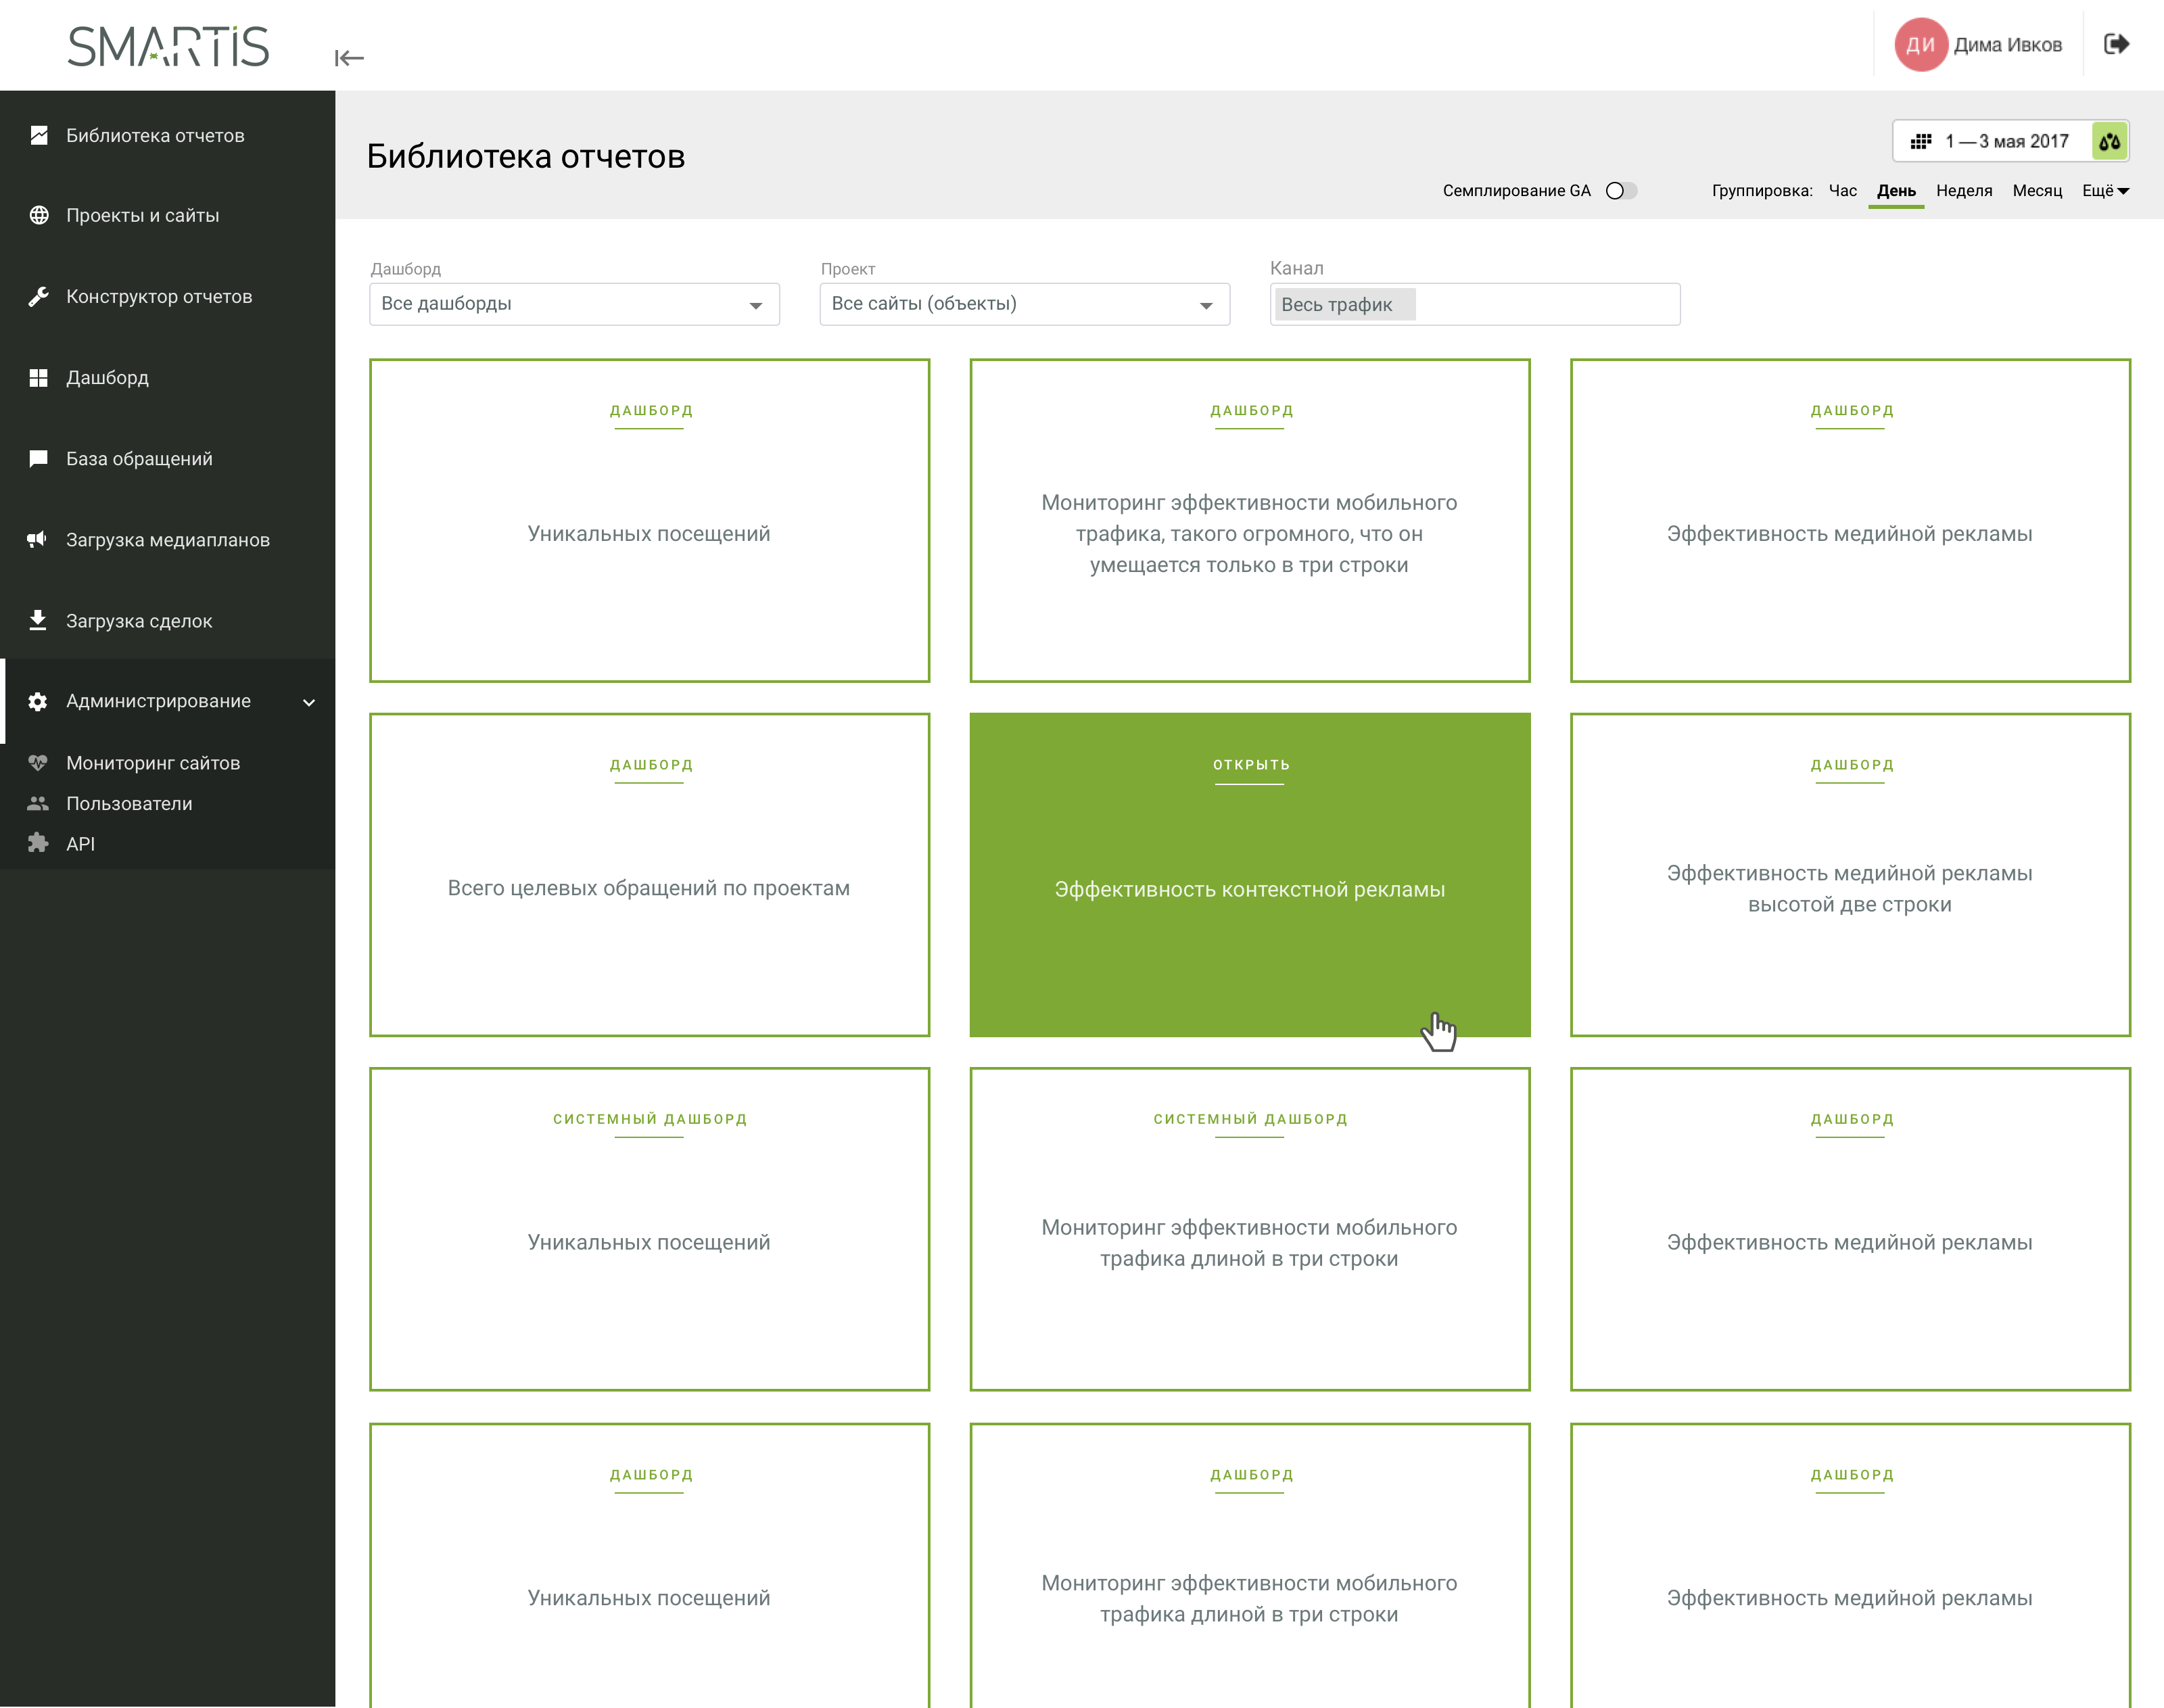 SMARTIS
ДИ
Дима Ивков
Библиотека отчетов
Проекты и сайты
Конструктор отчетов
Дашборд
База обращений
Загрузка медиапланов
Загрузка сделок
Администрирование
Мониторинг сайтов
Пользователи
API
Библиотека отчетов
1 — 3 мая 2017
Семплирование GA
Группировка: Час День Неделя Месяц Ещё
Дашборд
Все дашборды
Проект
Все сайты (объекты)
Канал
Весь трафик
ДАШБОРД
Уникальных посещений
ДАШБОРД
Мониторинг эффективности мобильного
трафика, такого огромного, что он
умещается только в три строки
ДАШБОРД
Эффективность медийной рекламы
ДАШБОРД
Всего целевых обращений по проектам
ОТКРЫТЬ
Эффективность контекстной рекламы
ДАШБОРД
Эффективность медийной рекламы
высотой две строки
СИСТЕМНЫЙ ДАШБОРД
Уникальных посещений
СИСТЕМНЫЙ ДАШБОРД
Мониторинг эффективности мобильного
трафика длиной в три строки
ДАШБОРД
Эффективность медийной рекламы
ДАШБОРД
Уникальных посещений
ДАШБОРД
Мониторинг эффективности мобильного
трафика длиной в три строки
ДАШБОРД
Эффективность медийной рекламы